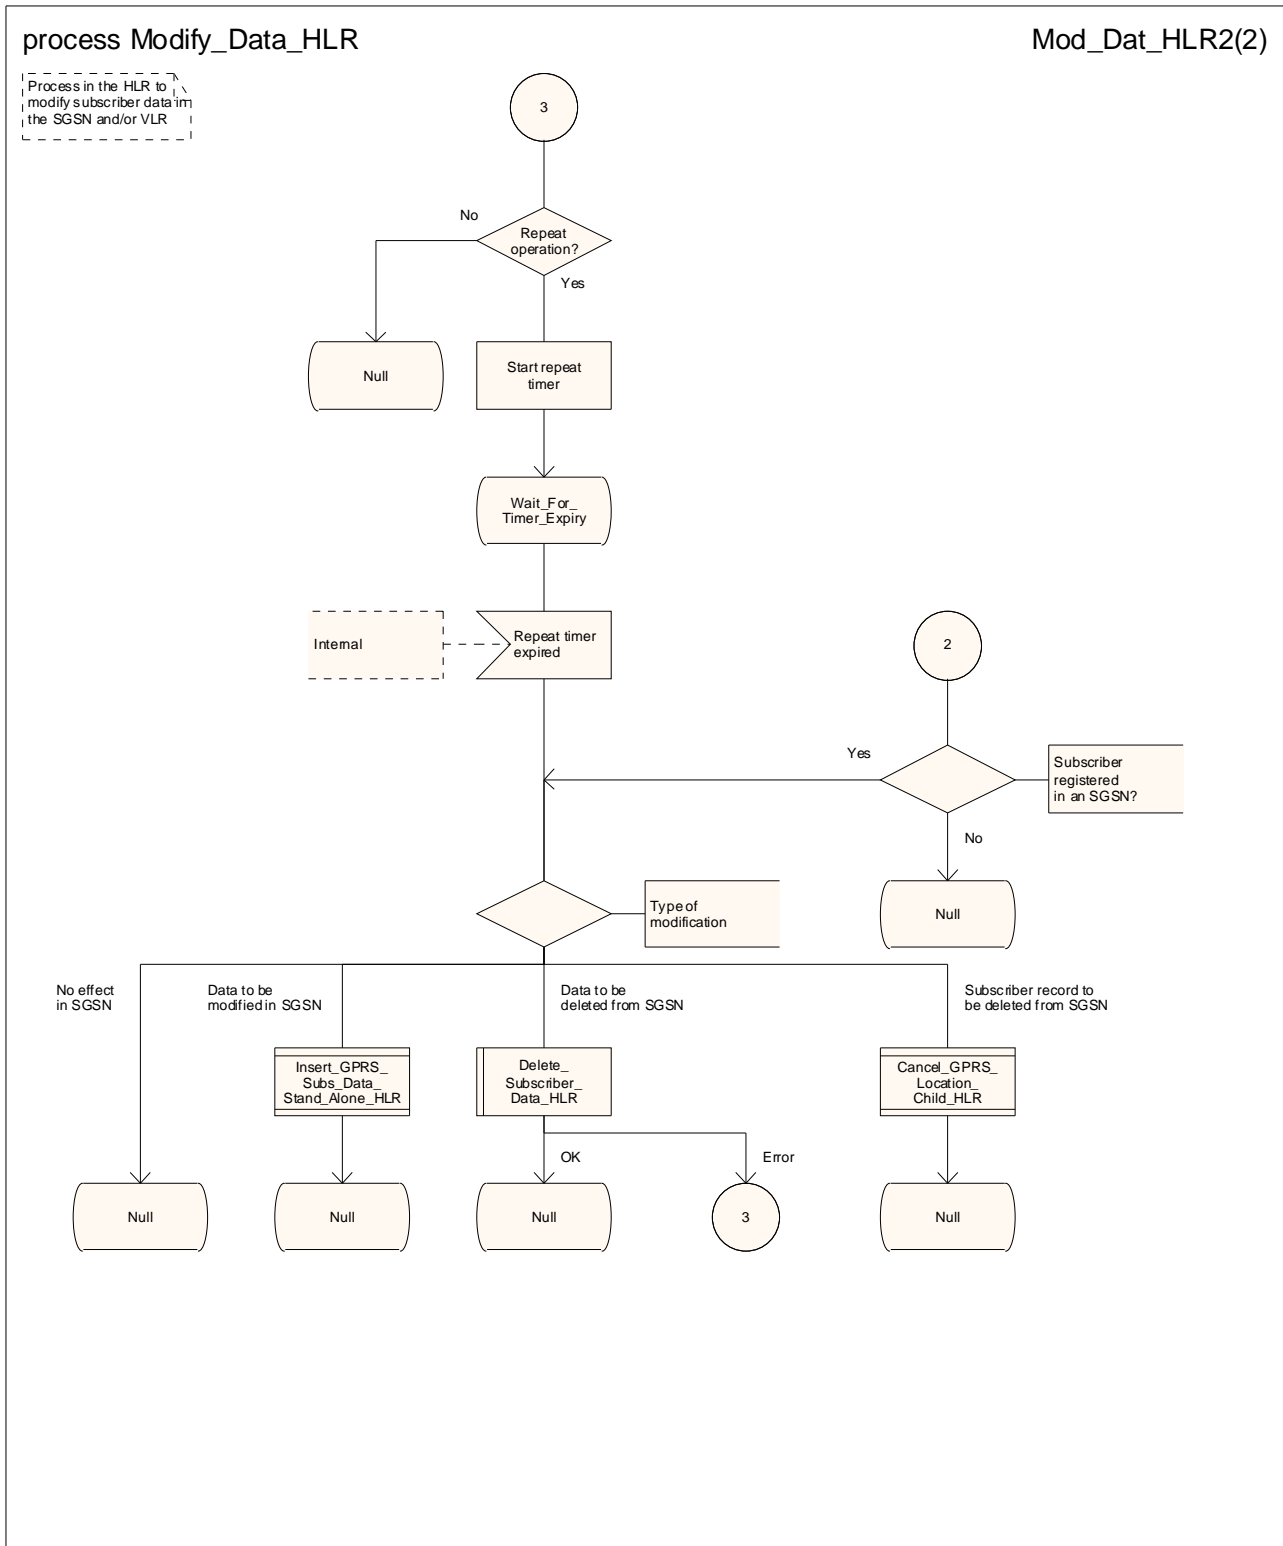 process Modify_Data_HLR
Mod_Dat_HLR2(2)
Process in the HLR to
modify subscriber data in
the SGSN and/or VLR
3
No
Repeat
operation?
Yes
Null
Start repeat
timer
Wait_For_
Timer_Expiry
Internal
Repeat timer
expired
2
Yes
Subscriber
registered
in an SGSN?
No
Type of
modification
Null
No effect
in SGSN
Data to be
modified in SGSN
Data to be
deleted from SGSN
Subscriber record to
be deleted from SGSN
Insert_GPRS_
Subs_Data_
Stand_Alone_HLR
Delete_
Subscriber_
Data_HLR
Cancel_GPRS_
Location_
Child_HLR
OK
Error
Null
Null
Null
3
Null